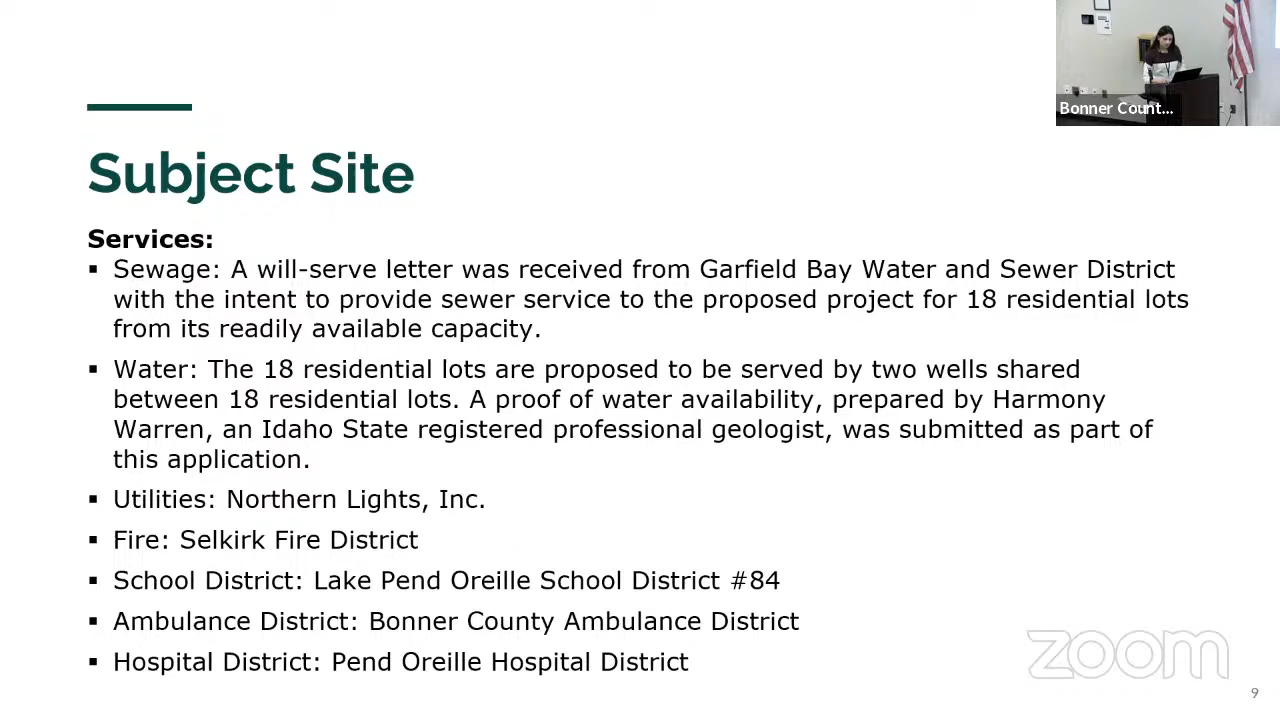 Bonner Count...
Subject Site
Services:
▪ Sewage: A will-serve letter was received from Garfield Bay Water and Sewer District
with the intent to provide sewer service to the proposed project for 18 residential lots
from its readily available capacity.
▪ Water: The 18 residential lots are proposed to be served by two wells shared
between 18 residential lots. A proof of water availability, prepared by Harmony
Warren, an Idaho State registered professional geologist, was submitted as part of
this application.
▪ Utilities: Northern Lights, Inc.
▪ Fire: Selkirk Fire District
▪ School District: Lake Pend Oreille School District #84
▪ Ambulance District: Bonner County Ambulance District
▪ Hospital District: Pend Oreille Hospital District
zoom
9